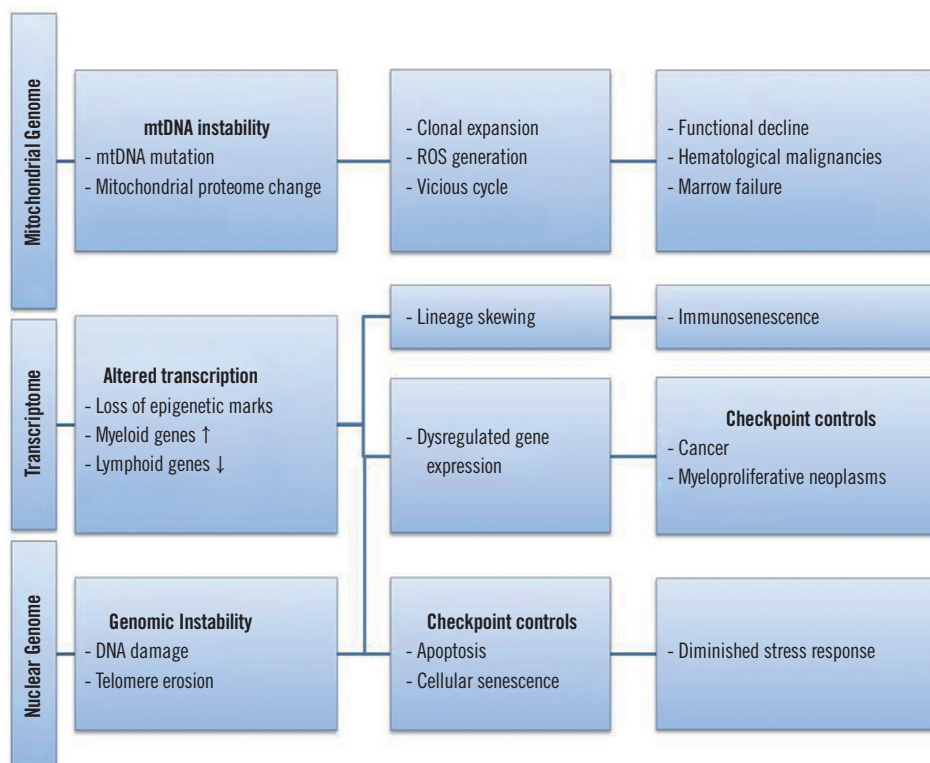 Mitochondrial Genome
mtDNA instability
- mtDNA mutation
- Mitochondrial proteome change
- Clonal expansion
- ROS generation
- Vicious cycle
- Functional decline
- Hematological malignancies
- Marrow failure
Transcriptome
Altered transcription
- Loss of epigenetic marks
- Myeloid genes ↑
- Lymphoid genes ↓
- Lineage skewing
- Immunosenescence
- Dysregulated gene
expression
Checkpoint controls
- Cancer
- Myeloproliferative neoplasms
Nuclear Genome
Genomic Instability
- DNA damage
- Telomere erosion
Checkpoint controls
- Apoptosis
- Cellular senescence
- Diminished stress response